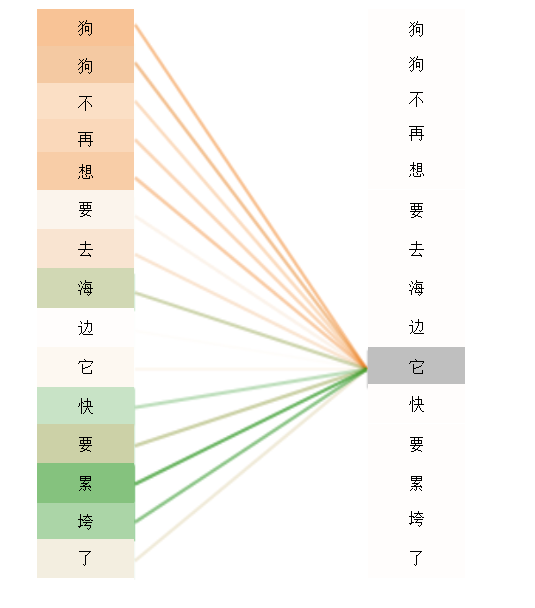 狗 狗
狗 狗
不 不
再 再
想 想
要 要
去 去
海 海
边 边
它 它
快 快
要 要
累 累
垮 垮
了 了